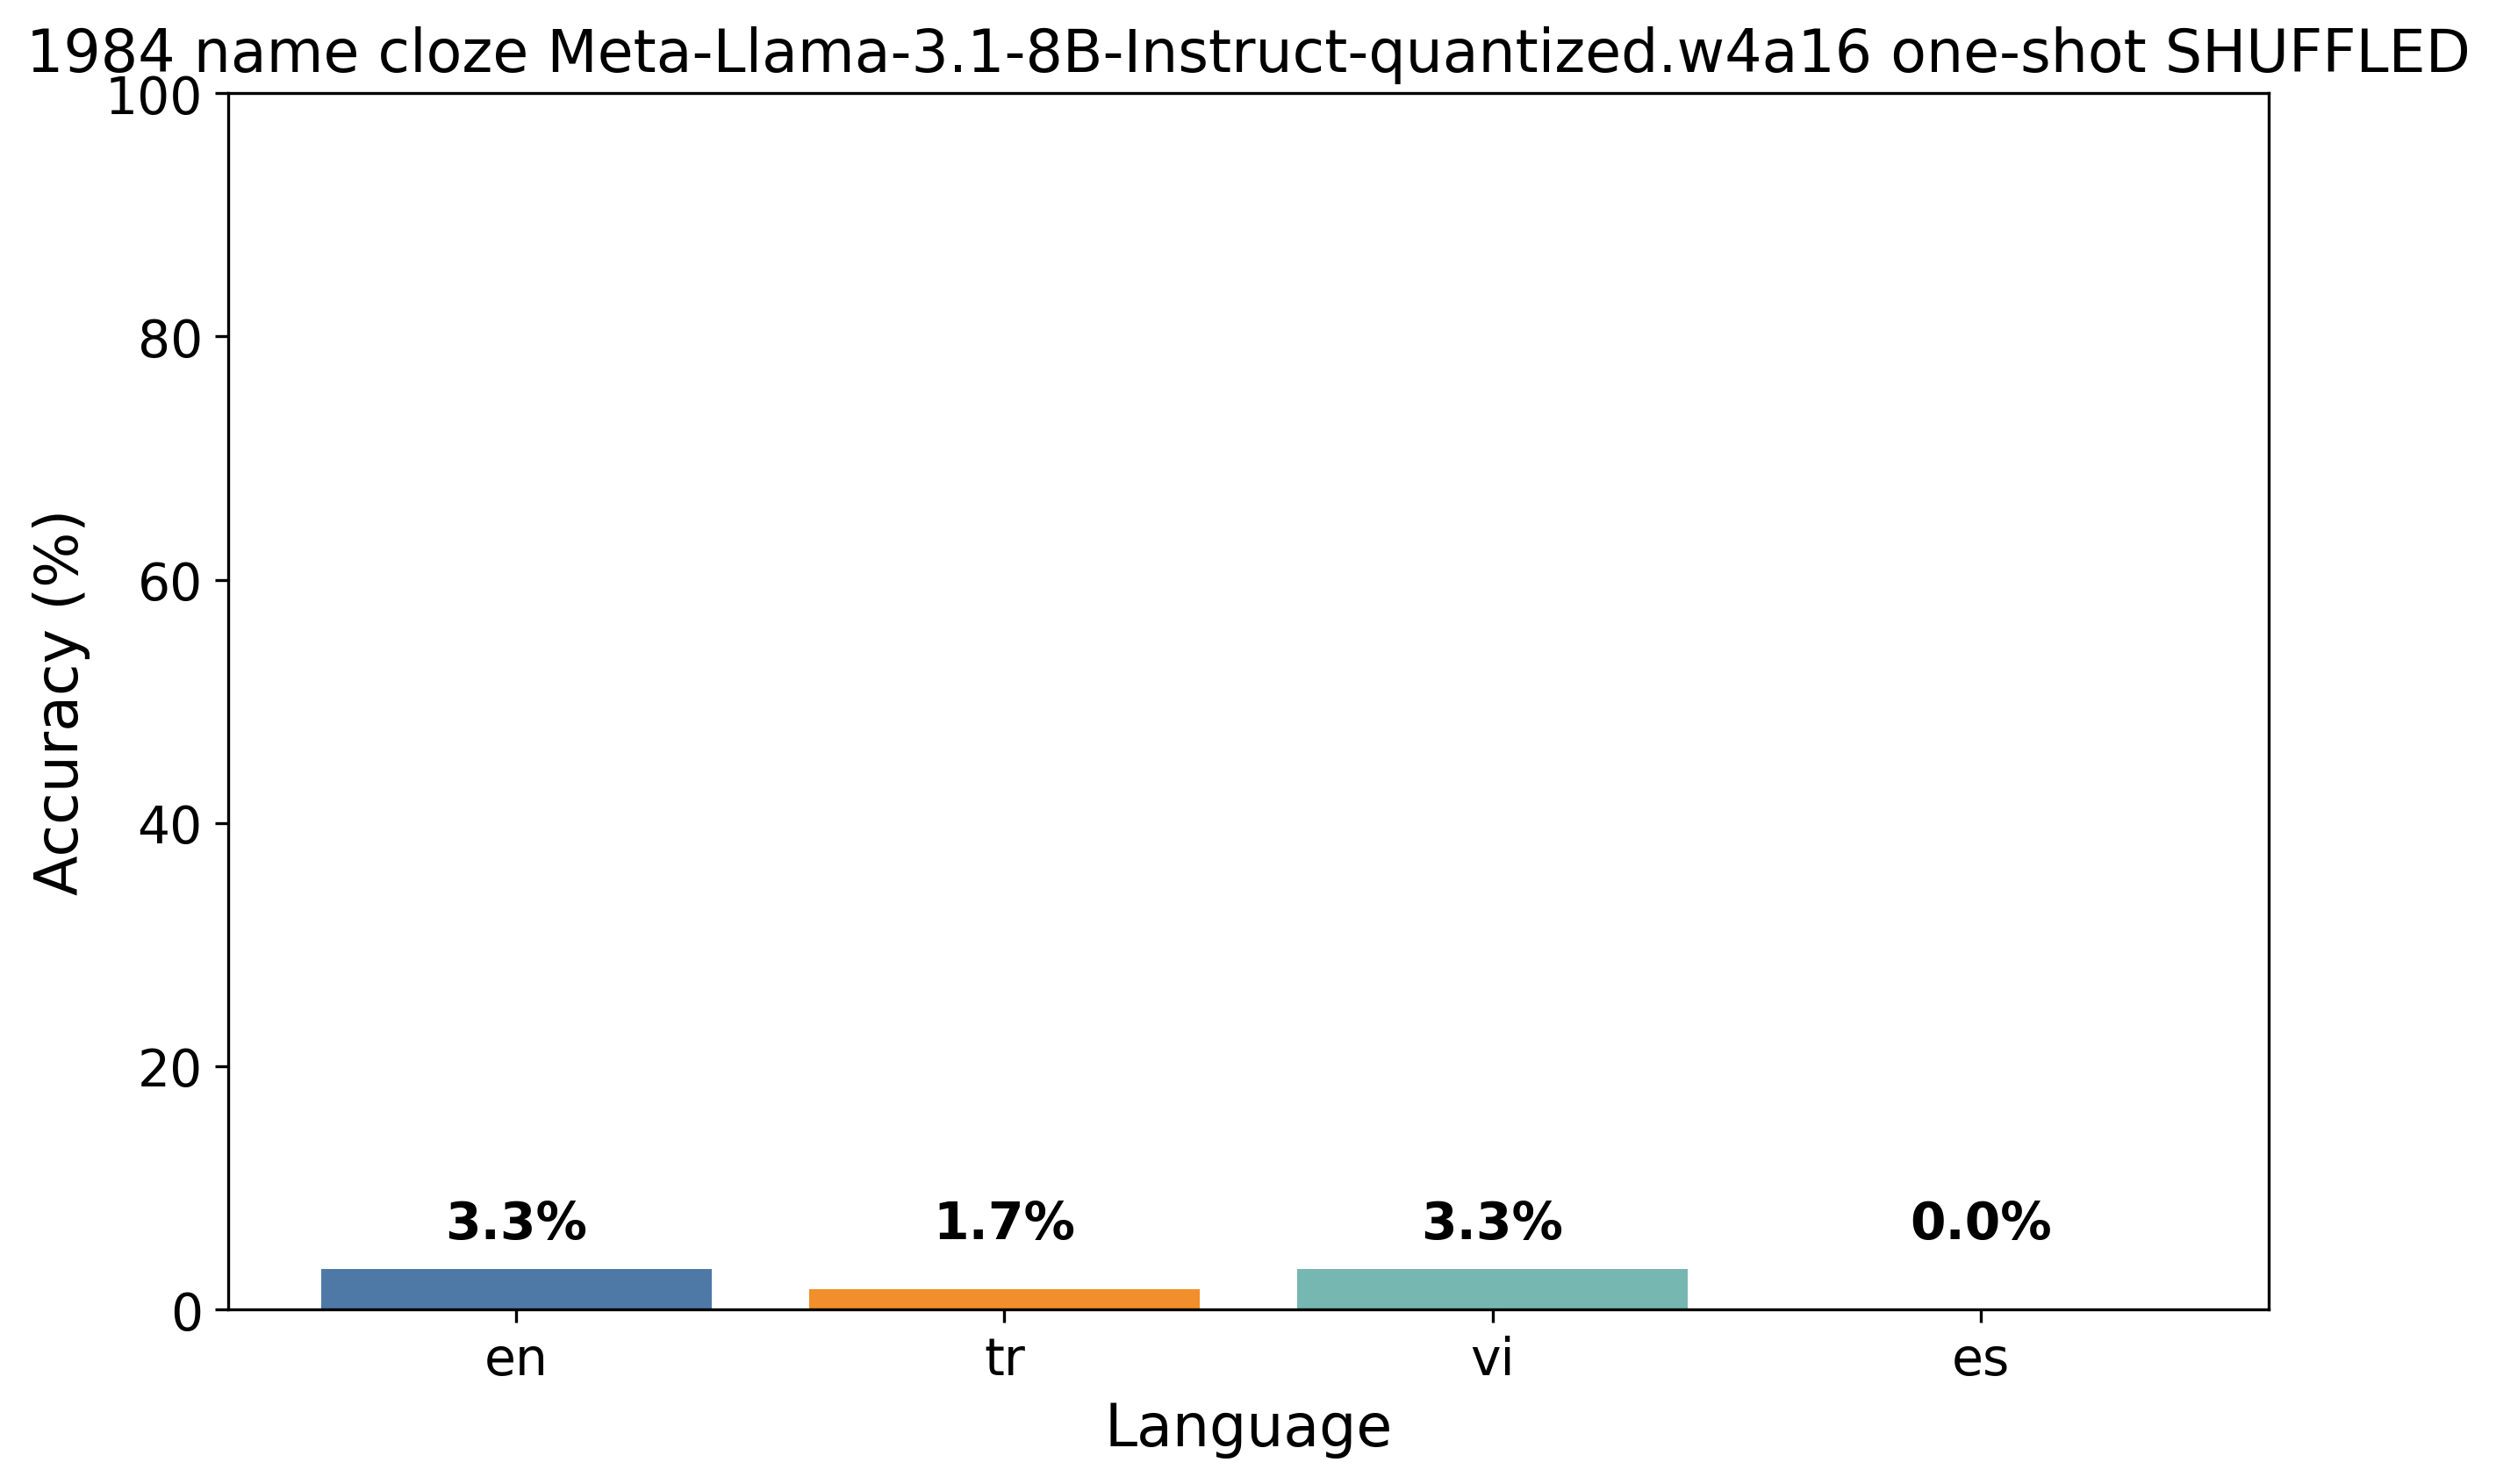 1984 name cloze Meta-Llama-3.1-8B-Instruct-quantized.w4a16 one-shot SHUFFLED
Accuracy (%)
100
80
60
40
20
0
3.3%
1.7%
3.3%
0.0%
en
tr
vi
es
Language